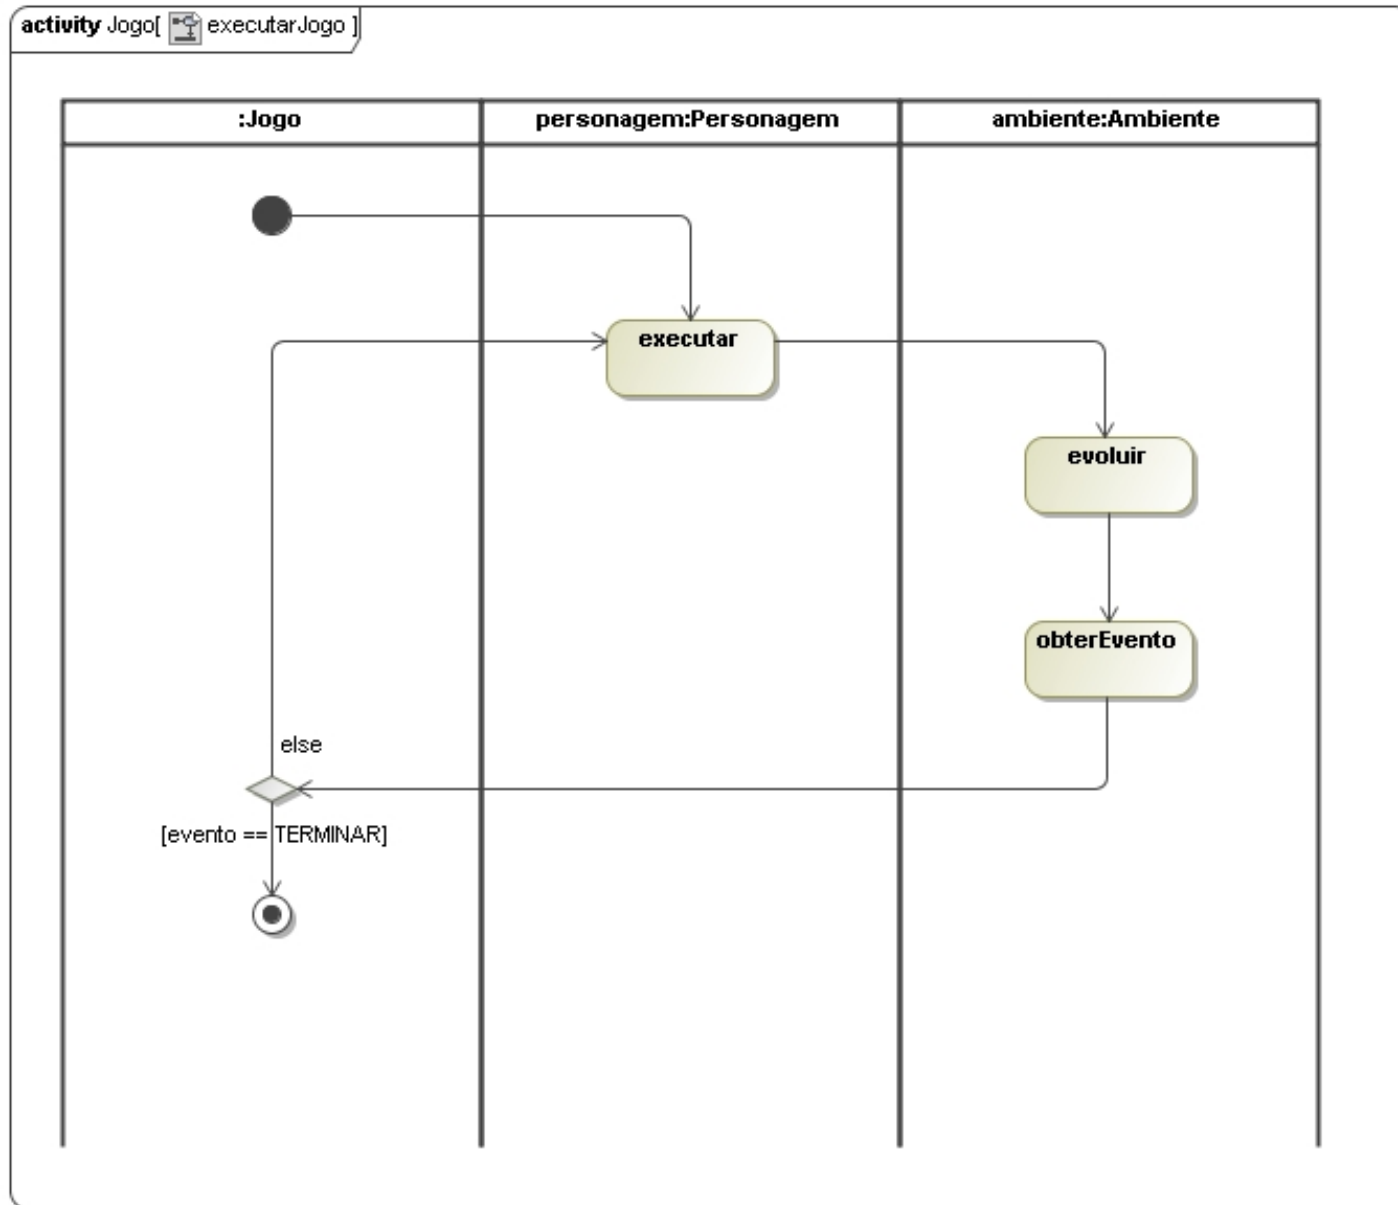 activity Jogo[ executarJogo ]
:Jogo
personagem:Personagem
ambiente:Ambiente
executar
evoluir
obterEvento
else
[evento == TERMINAR]